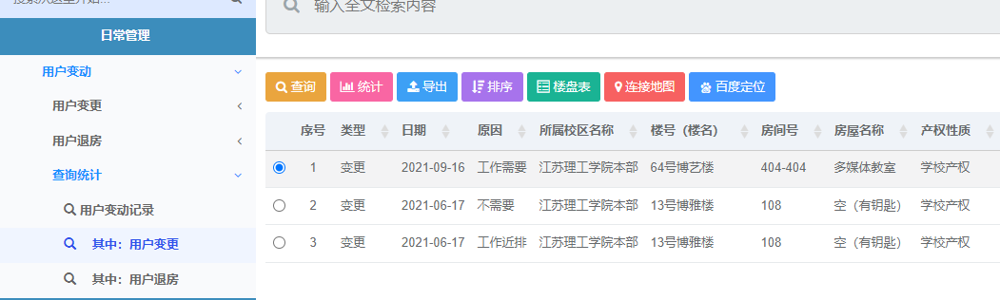 搜索从这里开始...
输入全文检索内容
日常管理
用户变动
用户变更
用户退房
查询统计
用户变动记录
其中：用户变更
其中：用户退房
查询 统计 导出 排序 楼盘表 连接地图 百度定位
序号 类型 日期 原因 所属校区名称 楼号（楼名） 房间号 房屋名称 产权性质
1 变更 2021-09-16 工作需要 江苏理工学院本部 64号博艺楼 404-404 多媒体教室 学校产权
2 变更 2021-06-17 不需要 江苏理工学院本部 13号博雅楼 108 空（有钥匙） 学校产权
3 变更 2021-06-17 工作近排 江苏理工学院本部 13号博雅楼 108 空（有钥匙） 学校产权